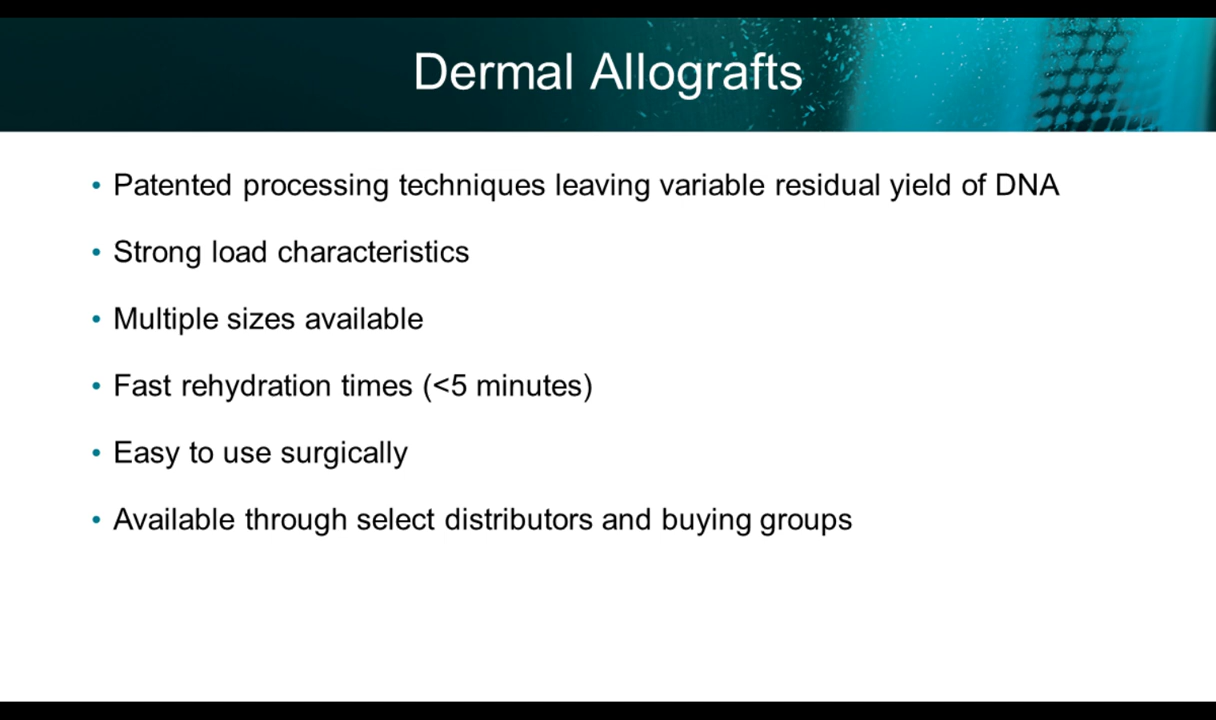 Dermal Allografts
• Patented processing techniques leaving variable residual yield of DNA
• Strong load characteristics
• Multiple sizes available
• Fast rehydration times (<5 minutes)
• Easy to use surgically
• Available through select distributors and buying groups